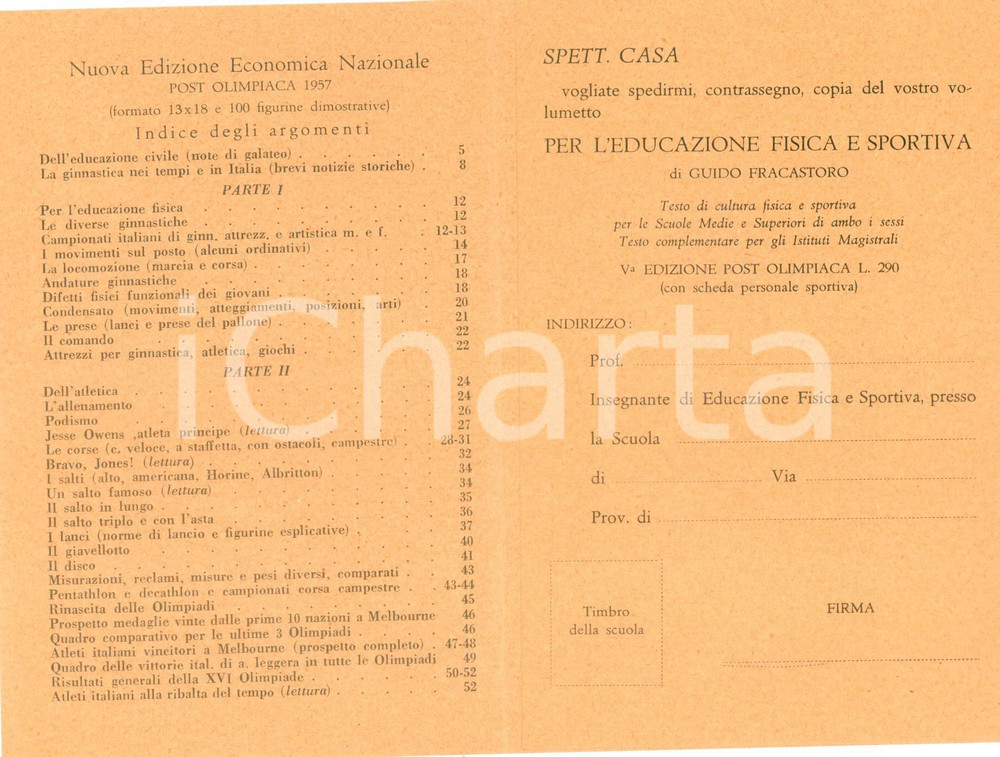 Nuova Edizione Economica Nazionale
POST OLIMPIACA 1957
(formato 13x18 e 100 figurine dimostrative)
Indice degli argomenti
Dell'educazione civile (note di galateo) . . . . . . 5
La ginnastica nei tempi e in Italia (brevi notizie storiche) . 8
PARTE I
Per l'educazione fisica . . . . . . . . . 12
Le diverse ginnastiche . . . . . . . . . 12
Campionati italiani di ginn. attrezz. e artistica m. e f. . 12-13
I movimenti sul posto (alcuni ordinativi) . . . . . 14
La locomozione (marcia e corsa) . . . . . . . 17
Andature ginnastiche . . . . . . . . . 18
Difetti fisici funzionali dei giovani . . . . . . . 18
Condensato (movimenti, atteggiamenti, posizioni, arti) . 20
Le prese (lanci e prese del pallone) . . . . . . . 21
Il comando . . . . . . . . . . . 22
Attrezzi per ginnastica, atletica, giochi . . . . . . 22
PARTE II
Dell'atletica . . . . . . . . . . . 24
L'allenamento . . . . . . . . . . 24
Podismo . . . . . . . . . . . 26
Jesse Owens ,atleta principe (lettura) . . . . . . 27
Le corse (c. veloce, a staffetta, con ostacoli, campestre) . 28-31
Bravo, Jones! (lettura) . . . . . . . . . 32
I salti (alto, americana, Horine, Albritton) . . . . . 34
Un salto famoso (lettura) . . . . . . . . 34
Il salto in lungo . . . . . . . . . . 35
Il salto triplo e con l'asta . . . . . . . . 36
I lanci (norme di lancio e figurine esplicative) . . . . 37
Il giavellotto . . . . . . . . . . 40
Il disco . . . . . . . . . . . . 41
Misurazioni, reclami, misure e pesi diversi, comparati . . 43
Pentathlon e decathlon e campionati corsa campestre . . 43-44
Rinascita delle Olimpiadi . . . . . . . . 45
Prospetto medaglie vinte dalle prime 10 nazioni a Melbourne 46
Quadro comparativo per le ultime 3 Olimpiadi . . . . 46
Atleti italiani vincitori a Melbourne (prospetto completo) . 47-48
Quadro delle vittorie ital. di a. leggera in tutte le Olimpiadi 49
Risultati generali della XVI Olimpiade . . . . . . 50-52
Atleti italiani alla ribalta del tempo (lettura) . . . . . 52
SPETT. CASA
vogliate spedirmi, contrassegno, copia del vostro vo-
lumetto
PER L'EDUCAZIONE FISICA E SPORTIVA
di GUIDO FRACASTORO
Testo di cultura fisica e sportiva
per le Scuole Medie e Superiori di ambo i sessi
Testo complementare per gli Istituti Magistrali
Vª EDIZIONE POST OLIMPIACA L. 290
(con scheda personale sportiva)
INDIRIZZO:
Prof.
Insegnante di Educazione Fisica e Sportiva, presso
la Scuola
di Via
Prov. di
Timbro
della scuola
FIRMA
iCharta